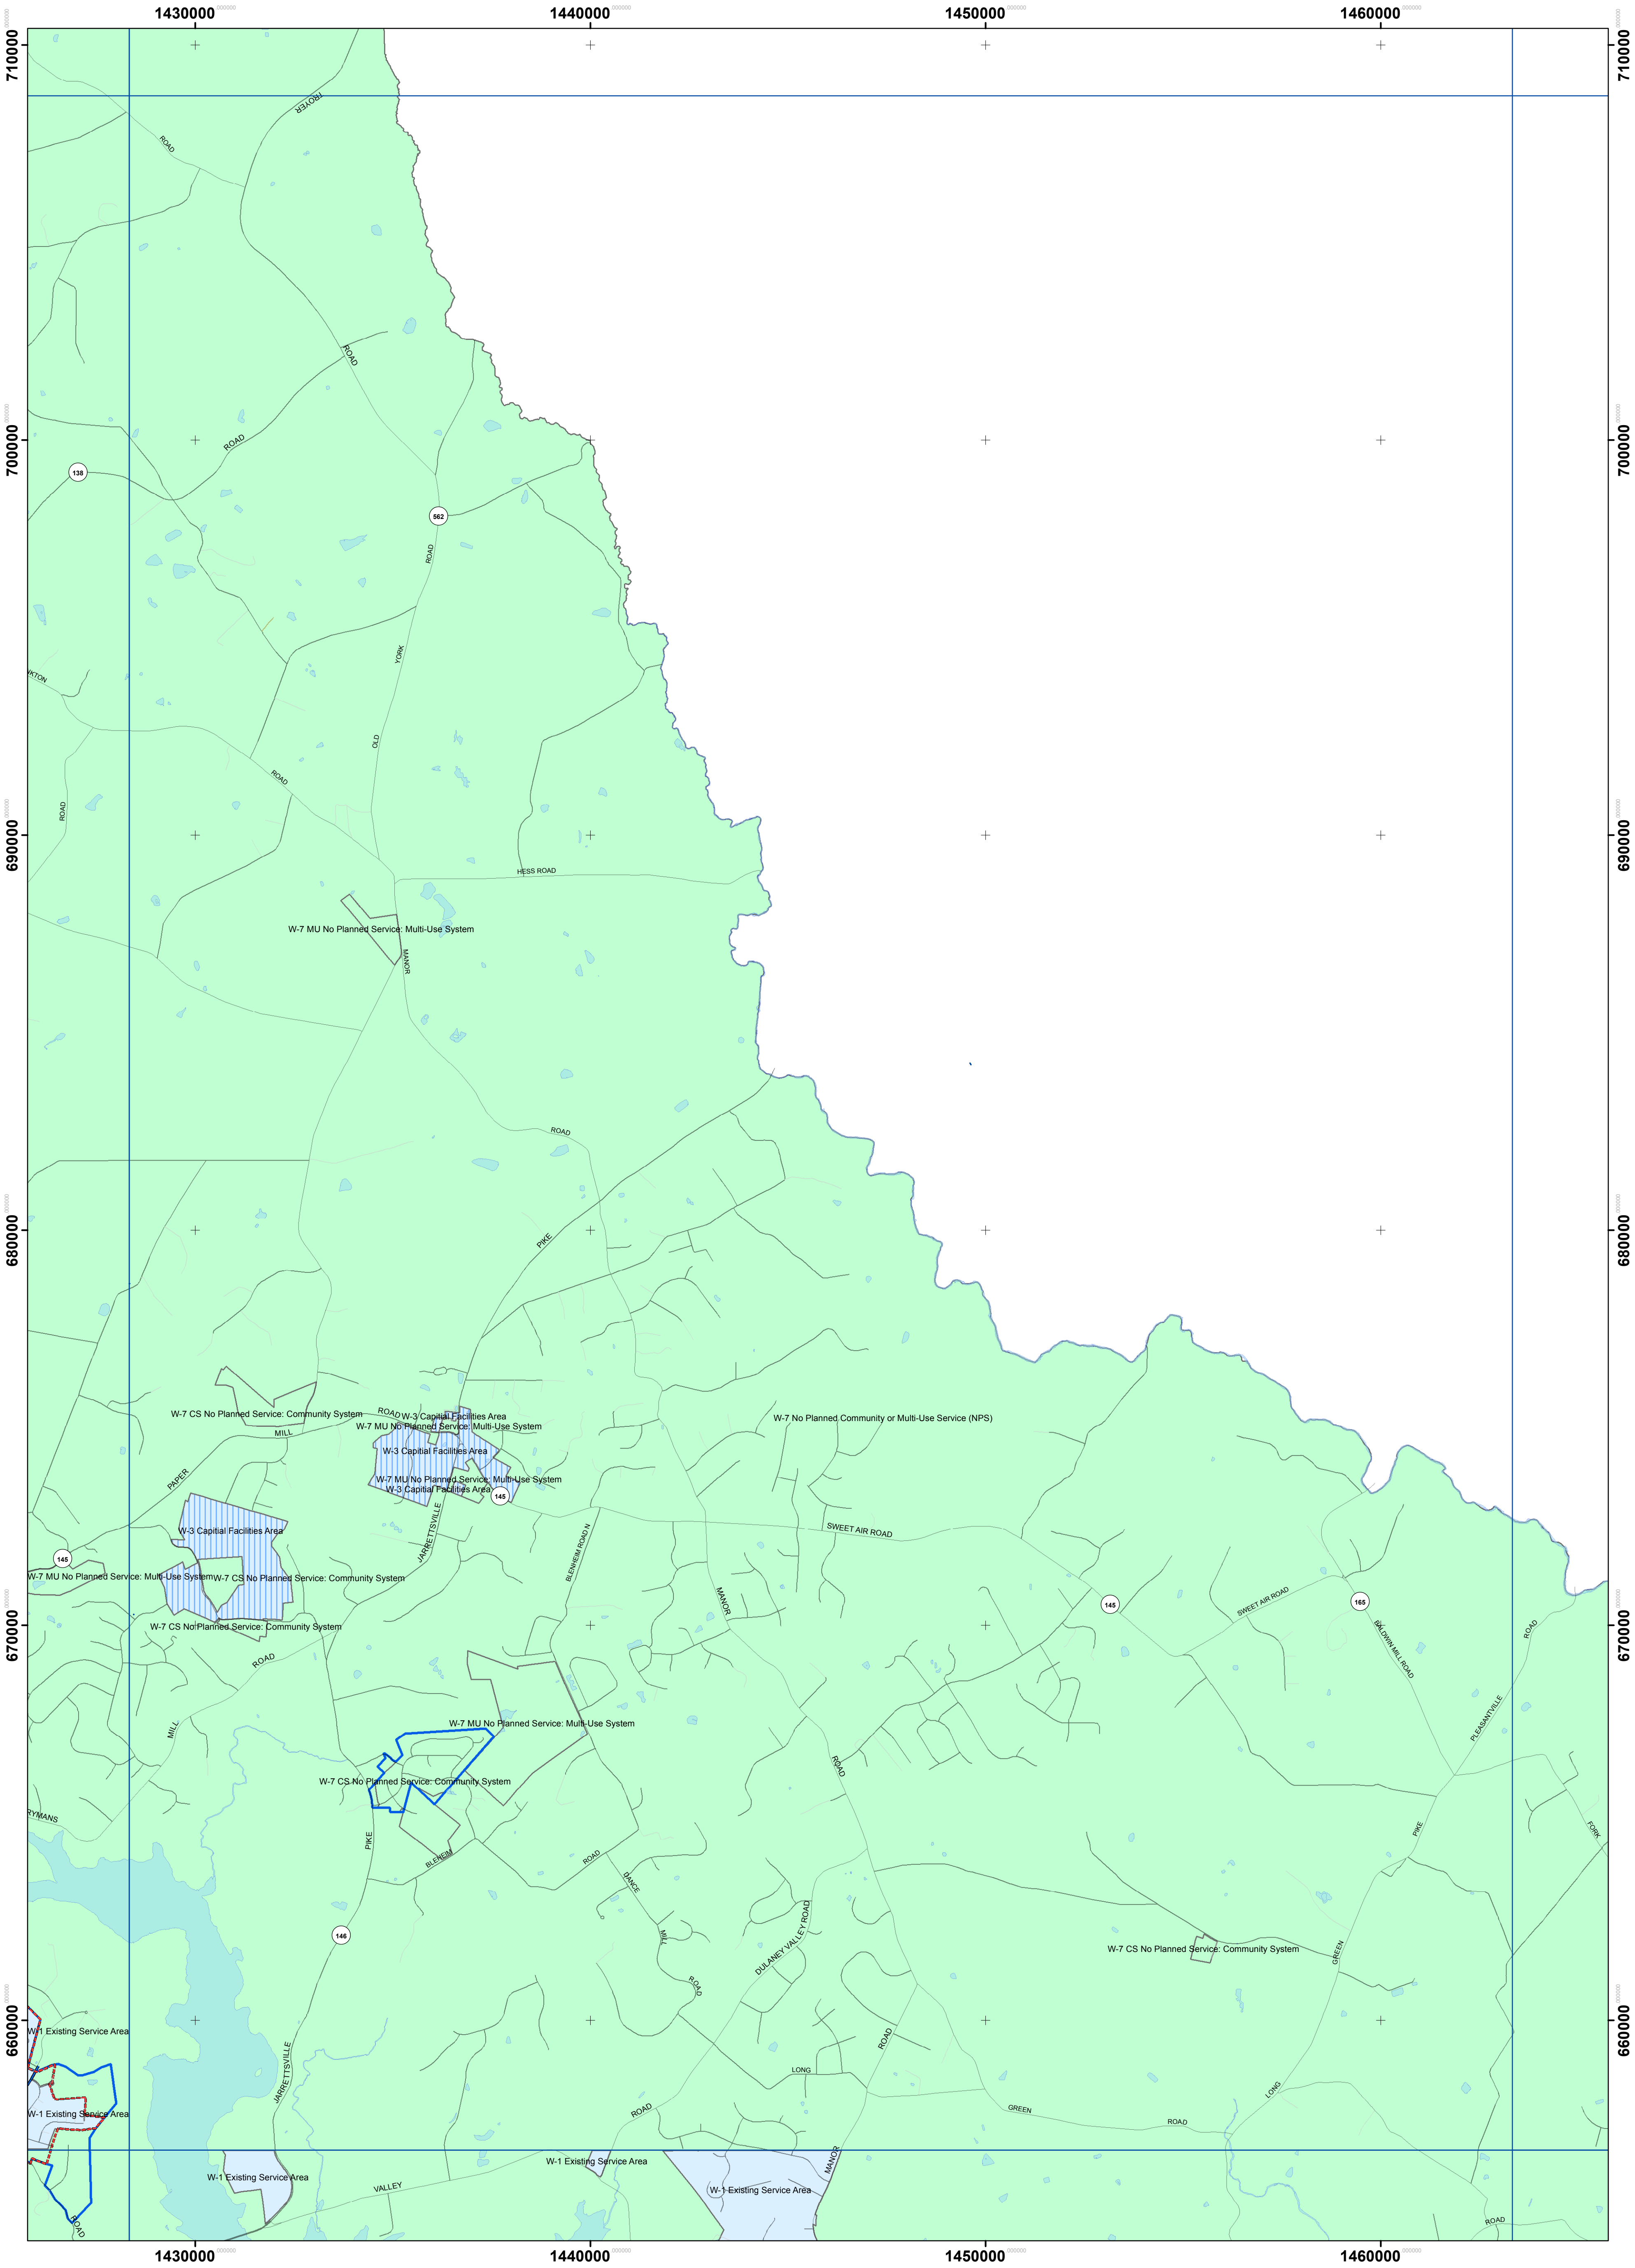 1430000
1440000
1450000
1460000
710000
710000
TROYER
ROAD
ROAD
ROAD
700000
700000
138
562
ROAD
YORK
NKTON
OLD
ROAD
ROAD
690000
690000
HESS ROAD
W-7 MU No Planned Service: Multi-Use System
MANOR
ROAD
680000
680000
PIKE
W-7 CS No Planned Service: Community System
ROAD
W-3 Capitial Facilities Area
W-7 No Planned Community or Multi-Use Service (NPS)
W-7 MU No Planned Service: Multi-Use System
MILL
W-3 Capitial Facilities Area
PAPER
W-7 MU No Planned Service: Multi-Use System
W-3 Capitial Facilities Area
145
JARRETTSVILLE
W-3 Capitial Facilities Area
SWEET AIR ROAD
BLENHEIM ROAD N
145
W-7 MU No Planned Service: Multi-Use System
W-7 CS No Planned Service: Community System
MANOR
145
SWEET AIR ROAD
165
W-7 CS No Planned Service: Community System
670000
670000
BALDWIN MILL ROAD
ROAD
ROAD
MILL
W-7 MU No Planned Service: Multi-Use System
PLEASANTVILLE
ROAD
W-7 CS No Planned Service: Community System
RYMANS
PIKE
PIKE
FORK
BLENHEIM
ROAD
DANCE
MILL
DULANEY VALLEY ROAD
146
W-7 CS No Planned Service: Community System
GREEN
ROAD
660000
660000
W-1 Existing Service Area
ROAD
LONG
JARRETTSVILLE
LONG
GREEN
ROAD
ROAD
W-1 Existing Service Area
MANOR
W-1 Existing Service Area
W-1 Existing Service Area
W-1 Existing Service Area
VALLEY
ROAD
ROAD
1430000
1440000
1450000
1460000